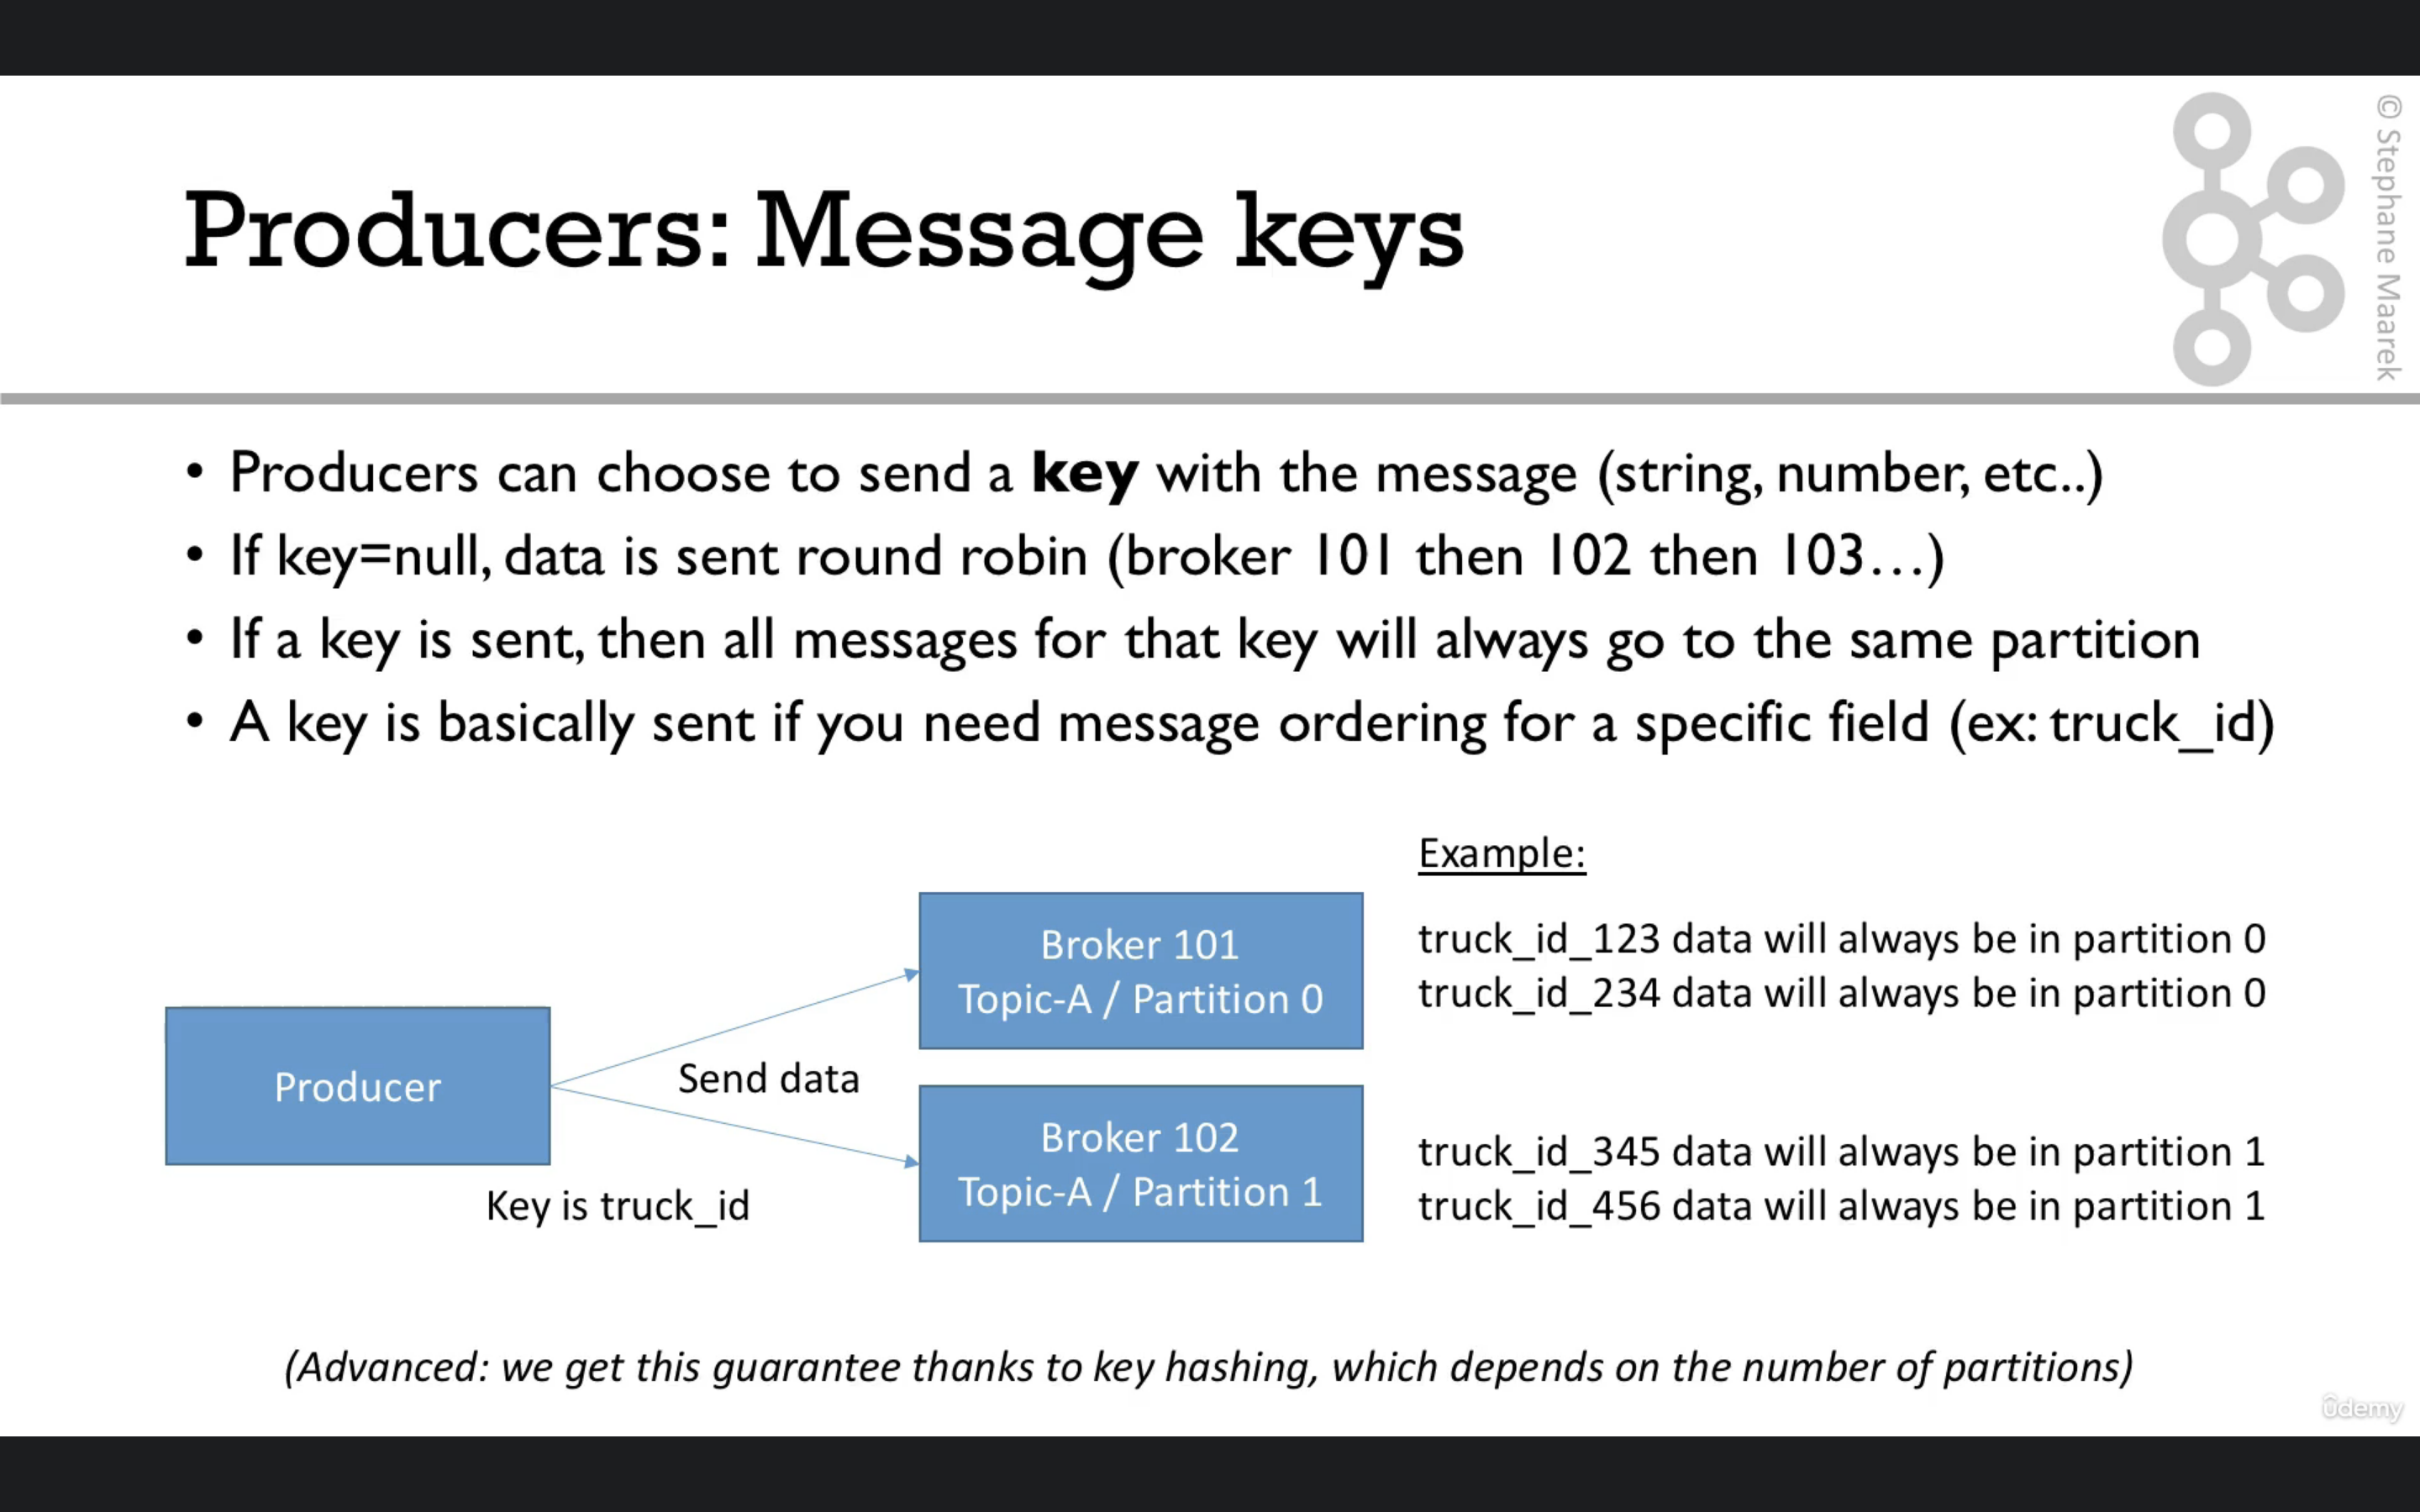 Producers: Message keys
© Stephane Maarek
• Producers can choose to send a key with the message (string, number, etc..)
• If key=null, data is sent round robin (broker 101 then 102 then 103…)
• If a key is sent, then all messages for that key will always go to the same partition
• A key is basically sent if you need message ordering for a specific field (ex: truck_id)
Producer
Send data
Key is truck_id
Broker 101
Topic-A / Partition 0
Broker 102
Topic-A / Partition 1
Example:
truck_id_123 data will always be in partition 0
truck_id_234 data will always be in partition 0
truck_id_345 data will always be in partition 1
truck_id_456 data will always be in partition 1
(Advanced: we get this guarantee thanks to key hashing, which depends on the number of partitions)
ûdemy